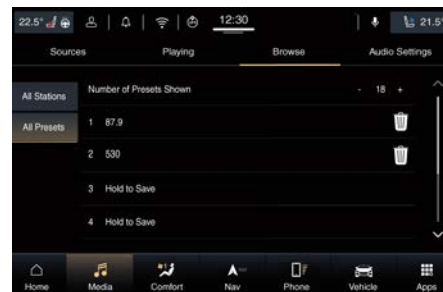 22.5° 12:30 21.5°
Sources Playing Browse Audio Settings
All Stations Number of Presets Shown - 18 +
All Presets 1 87.9
2 530
3 Hold to Save
4 Hold to Save
Home Media Comfort Nav Phone Vehicle Apps